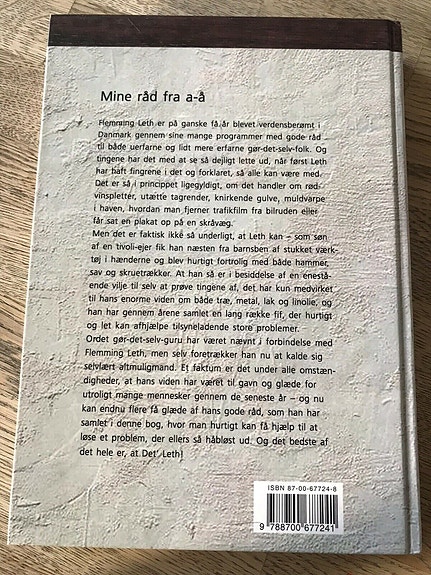 Mine råd fra a-å
Flemming Leth er på ganske få år blevet verdensberømt i
Danmark gennem sine mange programmer med gode råd
til både uerfarne og lidt mere erfarne gør-det-selv-folk. Og
tingene har det med at se så dejligt lette ud, når først Leth
har haft fingrene i det og forklaret, så alle kan være med.
Det er så i princippet ligegyldigt, om det handler om rød-
vinspletter, utætte tagrender, knirkende gulve, muldvarpe
i haven, hvordan man fjerner trafikfilm fra bilruden eller
får sat en plakat op på en skråvæg.
Men det er faktisk ikke så underligt, at Leth kan – som søn
af en tivoli-ejer fik han næsten fra barnsben af stukket værk-
tøj i hænderne og blev hurtigt fortrolig med både hammer,
sav og skruetrækker. At han så er i besiddelse af en enestå-
ende vilje til selv at prøve tingene af, det har kun medvirket
til hans enorme viden om både træ, metal, lak og linolie, og
han har gennem årene samlet en lang række fif, der hurtigt
og let kan afhjælpe tilsyneladende store problemer.
Ordet gør-det-selv-guru har været nævnt i forbindelse med
Flemming Leth, men selv foretrækker han nu at kalde sig
selvlært altmuligmand. Et faktum er det under alle omstæn-
digheder, at hans viden har været til gavn og glæde for
utroligt mange mennesker gennem de seneste år – og nu
kan endnu flere få glæde af hans gode råd, som han har
samlet i denne bog, hvor man hurtigt kan få hjælp til at
løse et problem, der ellers så håbløst ud. Og det bedste af
det hele er, at Det' Leth!
ISBN 87-00-67724-8
9 788700 677241